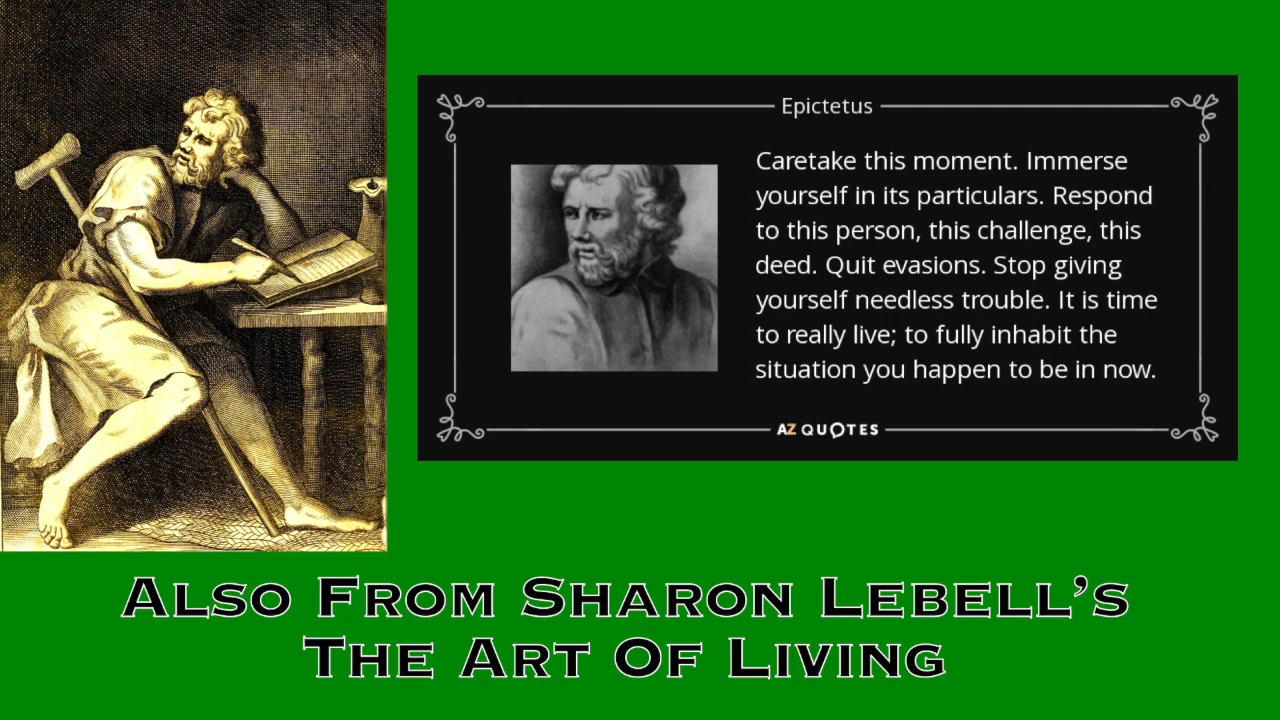 Epictetus
Caretake this moment. Immerse
yourself in its particulars. Respond
to this person, this challenge, this
deed. Quit evasions. Stop giving
yourself needless trouble. It is time
to really live; to fully inhabit the
situation you happen to be in now.
AZ QUOTES
Also From Sharon Lebell’s
The Art Of Living